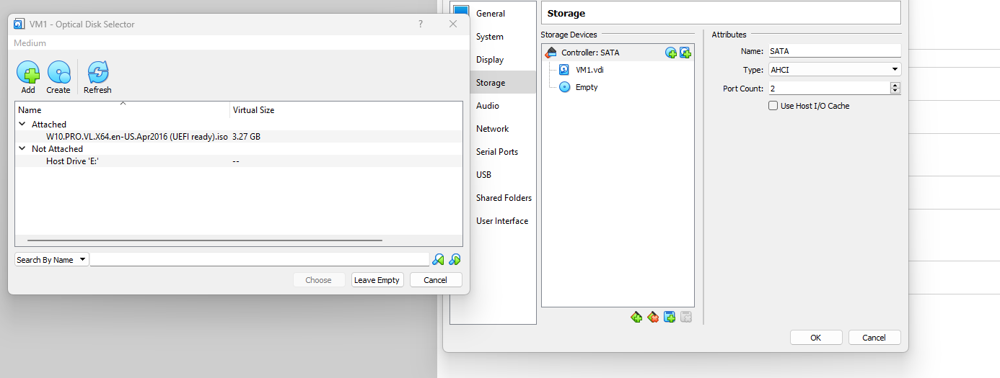 VM1 - Optical Disk Selector
?
Medium
Add
Create
Refresh
Name
Virtual Size
Attached
W10.PRO.VL.X64.en-US.Apr2016 (UEFI ready).iso 3.27 GB
Not Attached
Host Drive 'E:' --
Search By Name
Choose
Leave Empty
Cancel
General
System
Display
Storage
Audio
Network
Serial Ports
USB
Shared Folders
User Interface
Storage
Storage Devices
Controller: SATA
VM1.vdi
Empty
Attributes
Name: SATA
Type: AHCI
Port Count: 2
Use Host I/O Cache
OK
Cancel